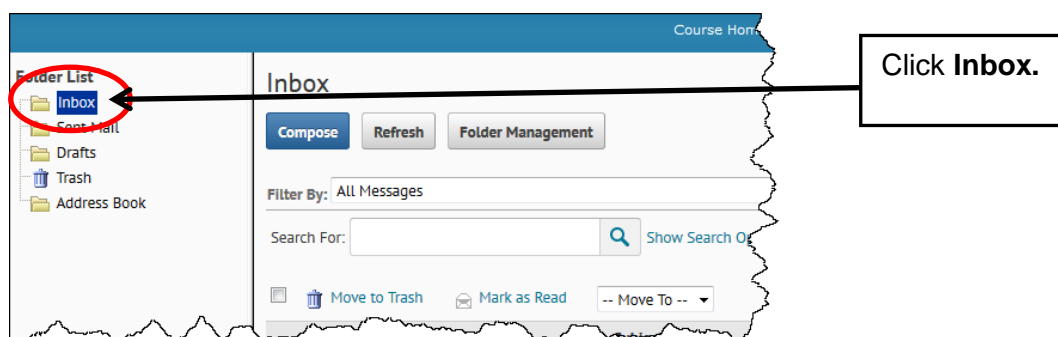 Course Hom
Click Inbox.
Folder List
Inbox
Sent Mail
Drafts
Trash
Address Book
Inbox
Compose Refresh Folder Management
Filter By: All Messages
Search For: Show Search O
Move to Trash Mark as Read -- Move To --